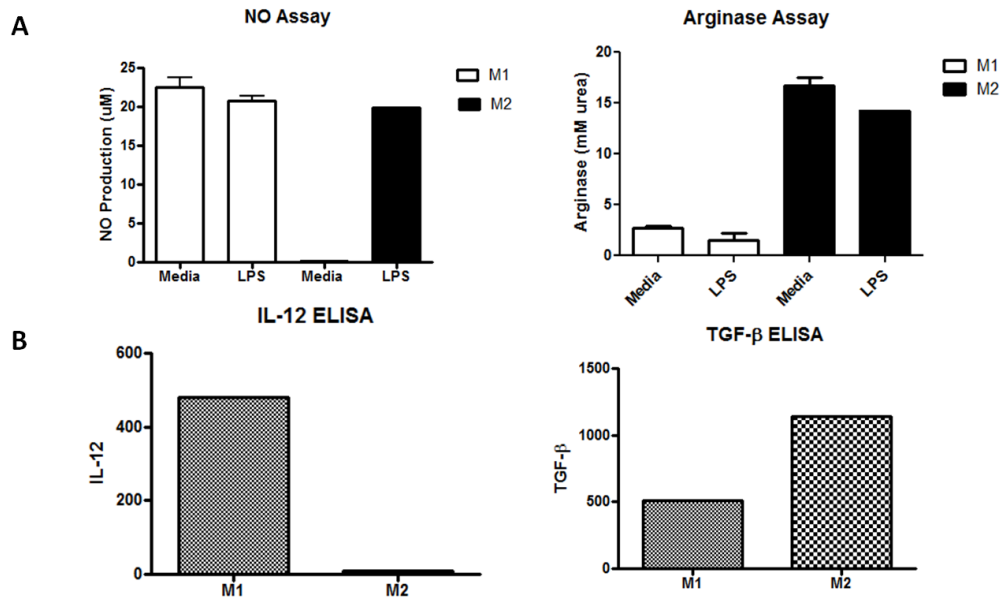 A
NO Assay
NO Production (uM)
25
20
15
10
5
0
Media
LPS
Media
LPS
M1
M2
Arginase Assay
Arginase (mM urea)
20
15
10
5
0
Media
LPS
Media
LPS
M1
M2
B
IL-12 ELISA
IL-12
600
400
200
0
M1
M2
TGF-β ELISA
TGF-β
1500
1000
500
0
M1
M2